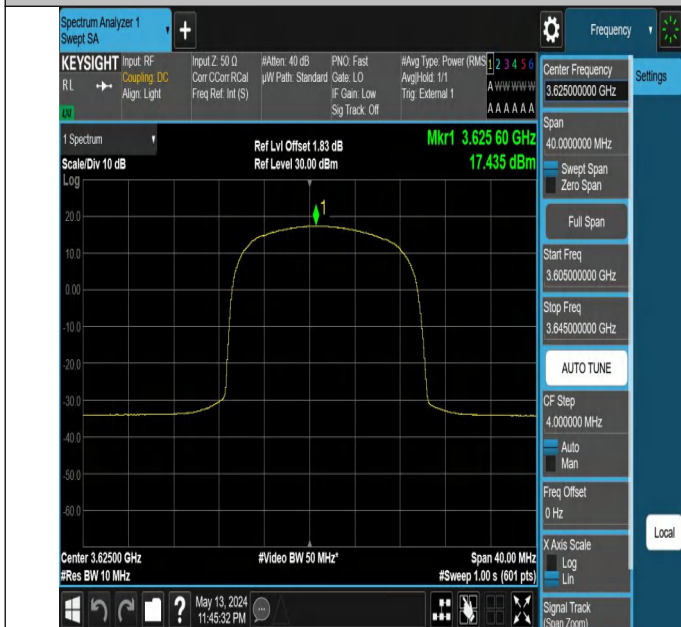 Spectrum Analyzer 1
Swept SA
+
Frequency
KEYSIGHT
RL
Input: RF
Coupling: DC
Align: Light
Input Z: 50 Ω
Corr CCorr RCal
Freq Ref: Int (S)
#Atten: 40 dB
µW Path: Standard
PNO: Fast
Gate: LO
IF Gain: Low
Sig Track: Off
#Avg Type: Power (RMS
Avg|Hold: 1/1
Trig: External 1
1 2 3 4 5 6
A W W W W W
A A A A A A
1 Spectrum
Scale/Div 10 dB
Log
Ref Lvl Offset 1.83 dB
Ref Level 30.00 dBm
Mkr1 3.625 60 GHz
17.435 dBm
1
20.0
10.0
0.00
-10.0
-20.0
-30.0
-40.0
-50.0
-60.0
Center 3.62500 GHz
#Res BW 10 MHz
#Video BW 50 MHz*
Span 40.00 MHz
#Sweep 1.00 s (601 pts)
?
May 13, 2024
11:45:32 PM
Center Frequency
3.625000000 GHz
Settings
Span
40.0000000 MHz
Swept Span
Zero Span
Full Span
Start Freq
3.605000000 GHz
Stop Freq
3.645000000 GHz
AUTO TUNE
CF Step
4.000000 MHz
Auto
Man
Freq Offset
0 Hz
X Axis Scale
Log
Lin
Local
Signal Track
(Span Zoom)